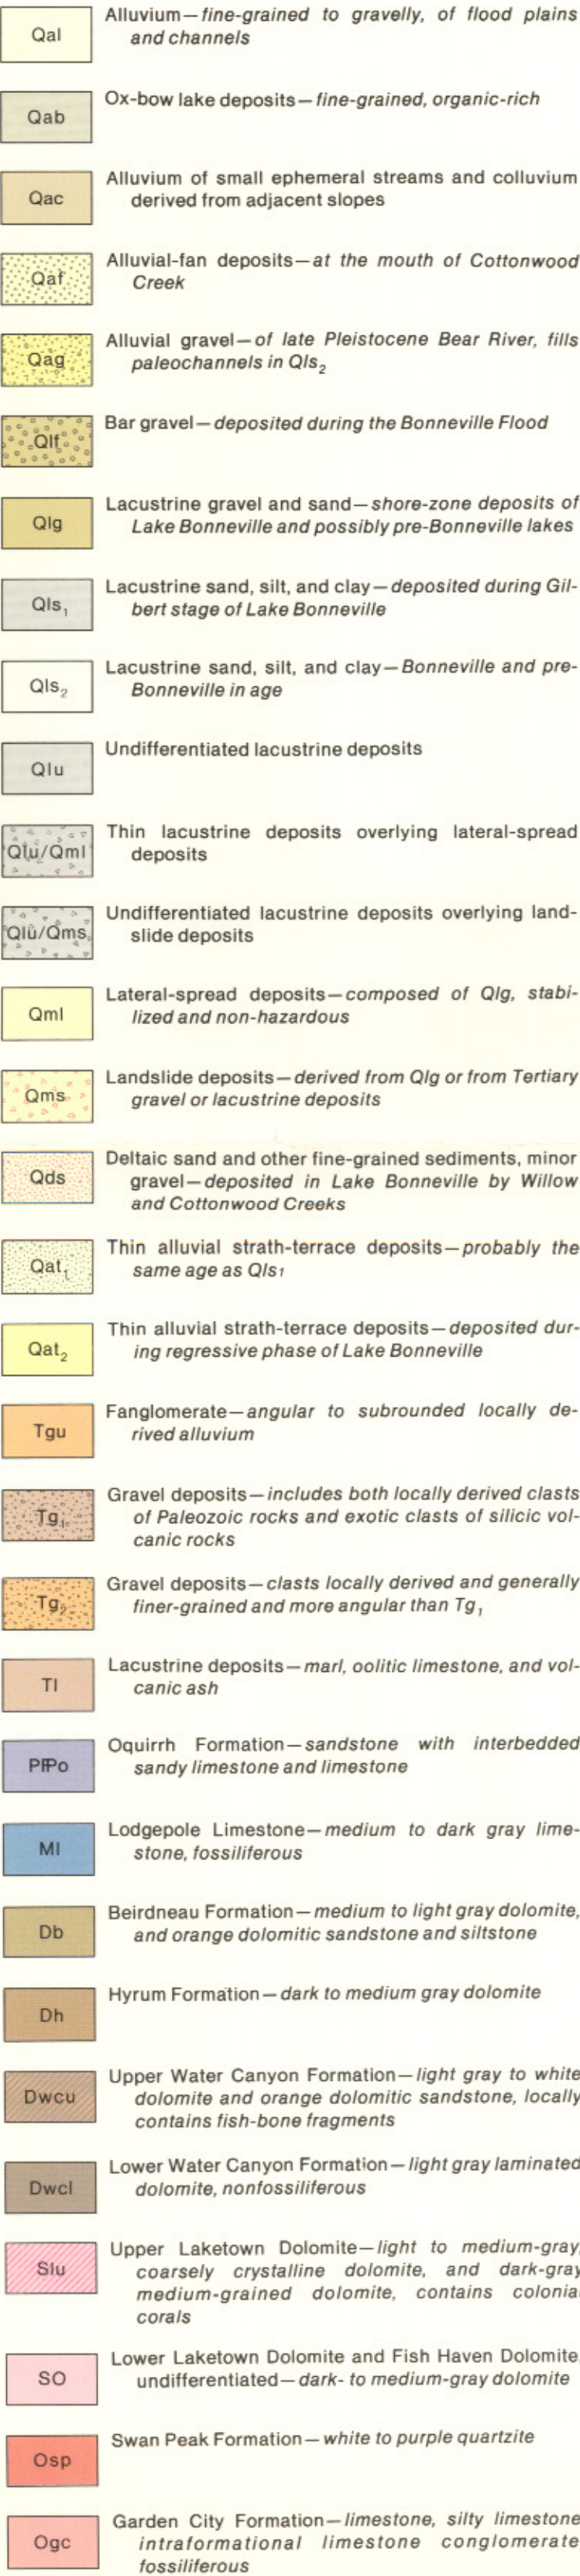 Qal Alluvium—fine-grained to gravelly, of flood plains
and channels
Qab Ox-bow lake deposits—fine-grained, organic-rich
Qac Alluvium of small ephemeral streams and colluvium
derived from adjacent slopes
Qaf Alluvial-fan deposits—at the mouth of Cottonwood
Creek
Qag Alluvial gravel—of late Pleistocene Bear River, fills
paleochannels in Qls₂
Qlf Bar gravel—deposited during the Bonneville Flood
Qlg Lacustrine gravel and sand—shore-zone deposits of
Lake Bonneville and possibly pre-Bonneville lakes
Qls₁ Lacustrine sand, silt, and clay—deposited during Gil-
bert stage of Lake Bonneville
Qls₂ Lacustrine sand, silt, and clay—Bonneville and pre-
Bonneville in age
Qlu Undifferentiated lacustrine deposits
Qlu/Qml Thin lacustrine deposits overlying lateral-spread
deposits
Qlu/Qms Undifferentiated lacustrine deposits overlying land-
slide deposits
Qml Lateral-spread deposits—composed of Qlg, stabi-
lized and non-hazardous
Qms Landslide deposits—derived from Qlg or from Tertiary
gravel or lacustrine deposits
Qds Deltaic sand and other fine-grained sediments, minor
gravel—deposited in Lake Bonneville by Willow
and Cottonwood Creeks
Qat₁ Thin alluvial strath-terrace deposits—probably the
same age as Qls₁
Qat₂ Thin alluvial strath-terrace deposits—deposited dur-
ing regressive phase of Lake Bonneville
Tgu Fanglomerate—angular to subrounded locally de-
rived alluvium
Tg₁ Gravel deposits—includes both locally derived clasts
of Paleozoic rocks and exotic clasts of silicic vol-
canic rocks
Tg₂ Gravel deposits—clasts locally derived and generally
finer-grained and more angular than Tg₁
Tl Lacustrine deposits—marl, oolitic limestone, and vol-
canic ash
PIPo Oquirrh Formation—sandstone with interbedded
sandy limestone and limestone
Ml Lodgepole Limestone—medium to dark gray lime-
stone, fossiliferous
Db Beirdneau Formation—medium to light gray dolomite,
and orange dolomitic sandstone and siltstone
Dh Hyrum Formation—dark to medium gray dolomite
Dwcu Upper Water Canyon Formation—light gray to white
dolomite and orange dolomitic sandstone, locally
contains fish-bone fragments
Dwcl Lower Water Canyon Formation—light gray laminated
dolomite, nonfossiliferous
Slu Upper Laketown Dolomite—light to medium-gray,
coarsely crystalline dolomite, and dark-gray
medium-grained dolomite, contains colonial
corals
SO Lower Laketown Dolomite and Fish Haven Dolomite,
undifferentiated—dark- to medium-gray dolomite
Osp Swan Peak Formation—white to purple quartzite
Ogc Garden City Formation—limestone, silty limestone
intraformational limestone conglomerate
fossiliferous